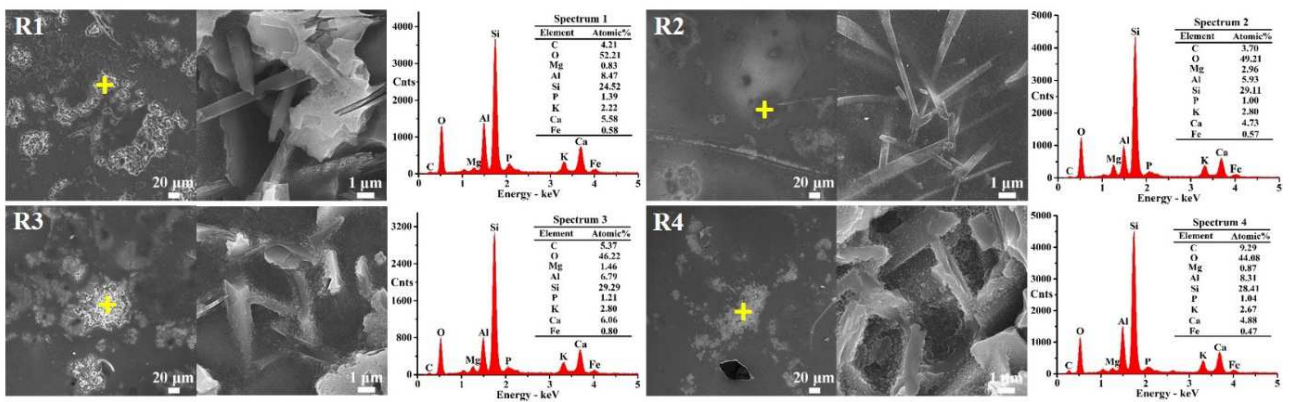 R1
20 μm
1 μm
Spectrum 1
Element Atomic%
C 4.21
O 52.21
Mg 0.83
Al 8.47
Si 24.52
P 1.39
K 2.22
Ca 5.58
Fe 0.58
4000
3000
2000
1000
0
Cnts
C O Mg Al Si P K Ca Fe
0 1 2 3 4 5
Energy - keV
R2
20 μm
1 μm
Spectrum 2
Element Atomic%
C 3.70
O 49.21
Mg 2.96
Al 5.93
Si 29.11
P 1.00
K 2.80
Ca 4.73
Fe 0.57
5000
4000
3000
2000
1000
0
Cnts
C O Mg Al Si P K Ca Fe
0 1 2 3 4 5
Energy - keV
R3
20 μm
1 μm
Spectrum 3
Element Atomic%
C 5.37
O 46.22
Mg 1.46
Al 6.79
Si 29.29
P 1.21
K 2.80
Ca 6.06
Fe 0.80
3200
2400
1600
800
0
Cnts
C O Mg Al Si P K Ca Fe
0 1 2 3 4 5
Energy - keV
R4
20 μm
1 μm
Spectrum 4
Element Atomic%
C 9.29
O 44.08
Mg 0.87
Al 8.31
Si 28.41
P 1.04
K 2.67
Ca 4.88
Fe 0.47
5000
4000
3000
2000
1000
0
Cnts
C O Mg Al Si P K Ca Fe
0 1 2 3 4 5
Energy - keV